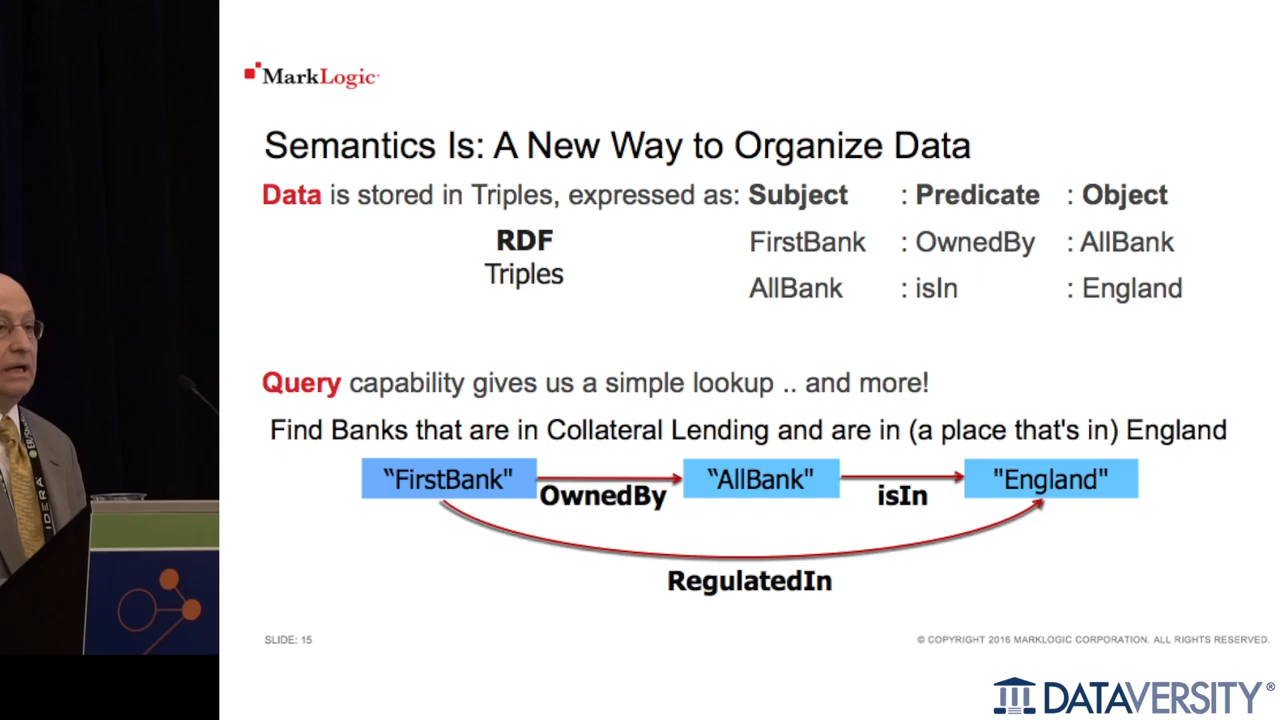 MarkLogic
Semantics Is: A New Way to Organize Data
Data is stored in Triples, expressed as: Subject : Predicate : Object
RDF
Triples
FirstBank : OwnedBy : AllBank
AllBank : isIn : England
Query capability gives us a simple lookup .. and more!
Find Banks that are in Collateral Lending and are in (a place that's in) England
“FirstBank"
“AllBank"
"England"
OwnedBy
isIn
RegulatedIn
SLIDE: 15
© COPYRIGHT 2016 MARKLOGIC CORPORATION. ALL RIGHTS RESERVED.
IDERA
DATAVERSITY®